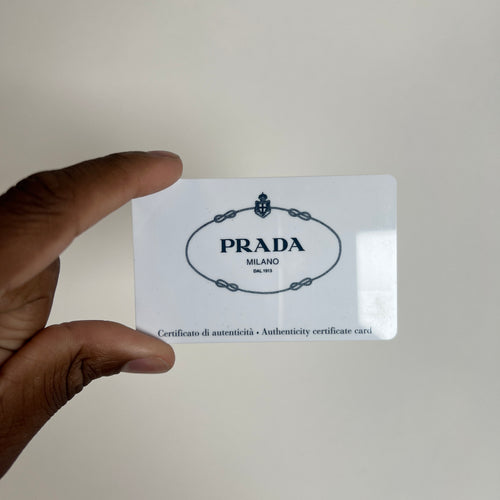 PRADA
MILANO
DAL 1913
Certificato di autenticità • Authenticity certificate card